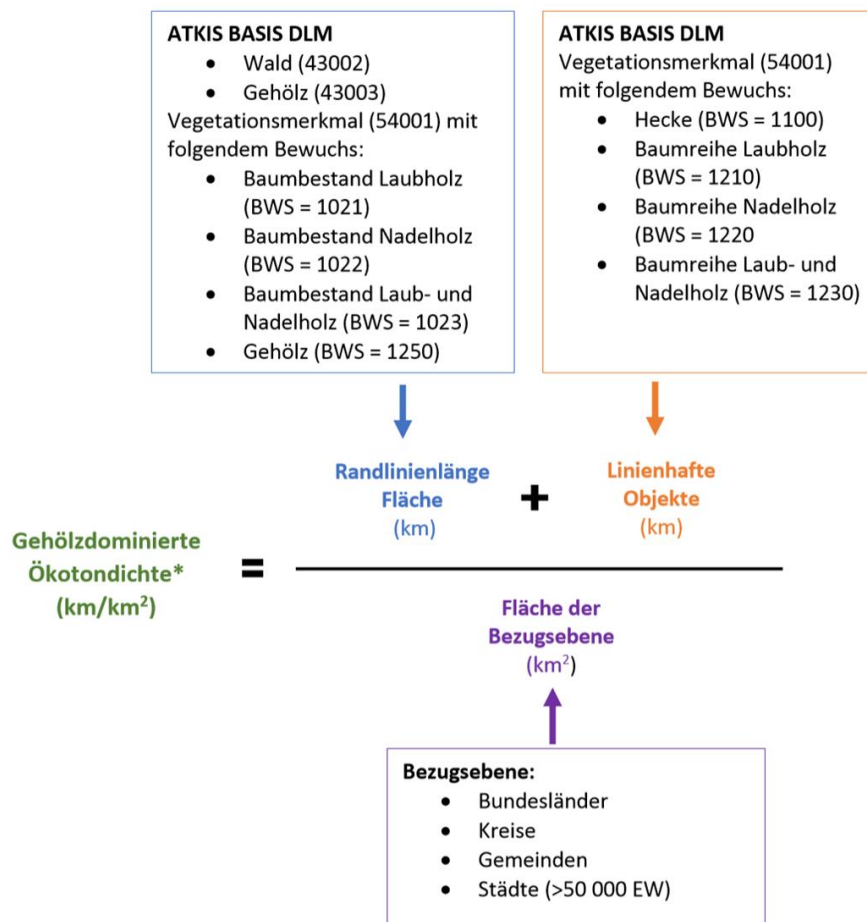 ATKIS BASIS DLM
• Wald (43002)
• Gehölz (43003)
Vegetationsmerkmal (54001) mit
folgendem Bewuchs:
• Baumbestand Laubholz
(BWS = 1021)
• Baumbestand Nadelholz
(BWS = 1022)
• Baumbestand Laub- und
Nadelholz (BWS = 1023)
• Gehölz (BWS = 1250)
ATKIS BASIS DLM
Vegetationsmerkmal (54001)
mit folgendem Bewuchs:
• Hecke (BWS = 1100)
• Baumreihe Laubholz
(BWS = 1210)
• Baumreihe Nadelholz
(BWS = 1220
• Baumreihe Laub- und
Nadelholz (BWS = 1230)
Gehölzdominierte
Ökotondichte*
(km/km²)
=
Randlinienlänge
Fläche
(km)
+
Linienhafte
Objekte
(km)
Fläche der
Bezugsebene
(km²)
Bezugsebene:
• Bundesländer
• Kreise
• Gemeinden
• Städte (>50 000 EW)